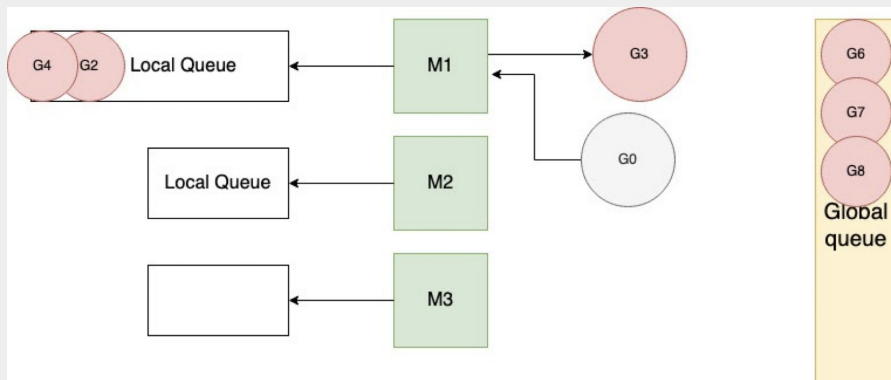 G4
G2
Local Queue
M1
G3
G6
G7
G0
G8
Local Queue
M2
Global
queue
M3